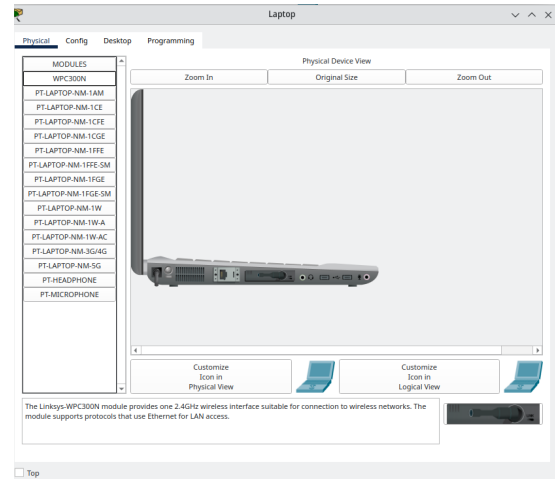 Laptop
Physical Config Desktop Programming
MODULES
WPC300N
PT-LAPTOP-NM-1AM
PT-LAPTOP-NM-1CE
PT-LAPTOP-NM-1CFE
PT-LAPTOP-NM-1CGE
PT-LAPTOP-NM-1FFE
PT-LAPTOP-NM-1FFE-SM
PT-LAPTOP-NM-1FGE
PT-LAPTOP-NM-1FGE-SM
PT-LAPTOP-NM-1W
PT-LAPTOP-NM-1W-A
PT-LAPTOP-NM-1W-AC
PT-LAPTOP-NM-3G/4G
PT-LAPTOP-NM-5G
PT-HEADPHONE
PT-MICROPHONE
Physical Device View
Zoom In Original Size Zoom Out
Customize
Icon in
Physical View
Customize
Icon in
Logical View
The Linksys-WPC300N module provides one 2.4GHz wireless interface suitable for connection to wireless networks. The
module supports protocols that use Ethernet for LAN access.
Top